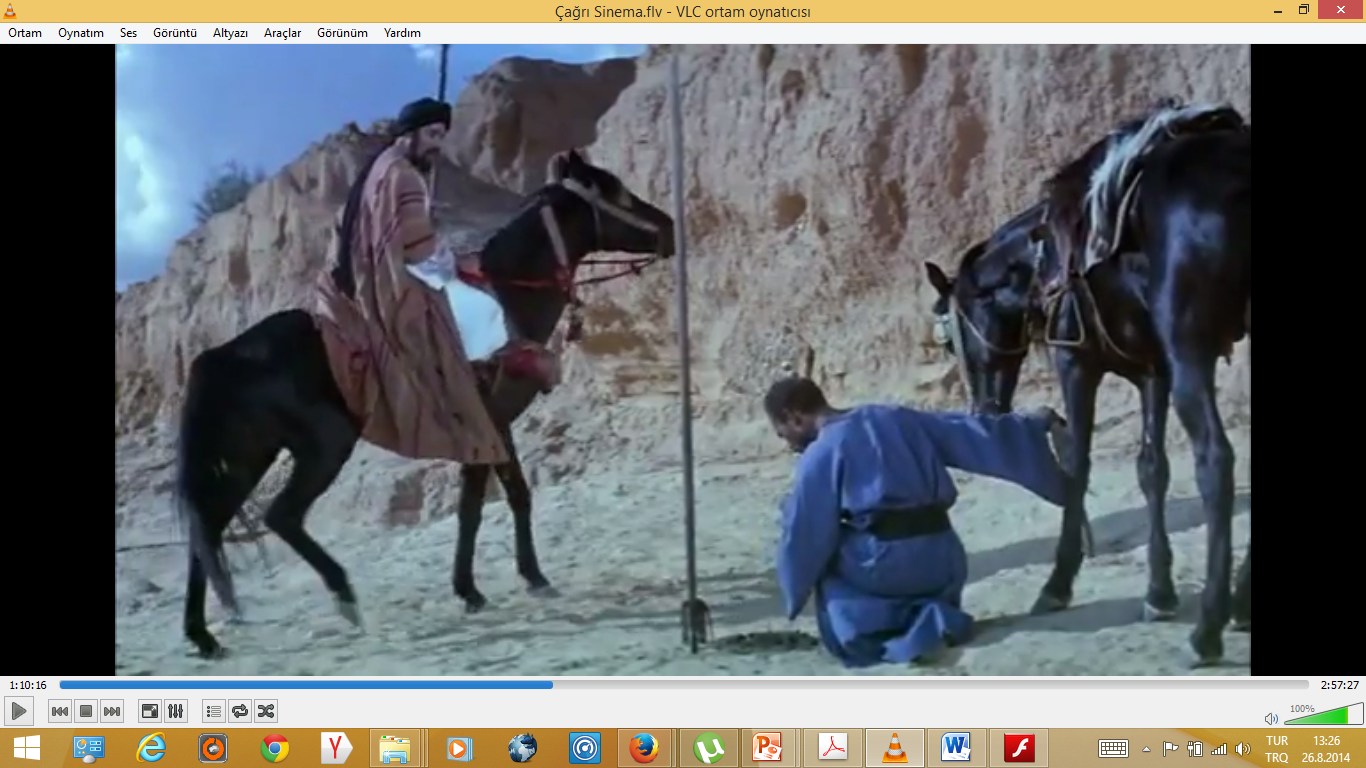 Çağrı Sinema.flv - VLC ortam oynatıcısı
Ortam Oynatım Ses Görüntü Altyazı Araçlar Görünüm Yardım
1:10:16 2:57:27
100%
TUR 13:26
TRQ 26.8.2014